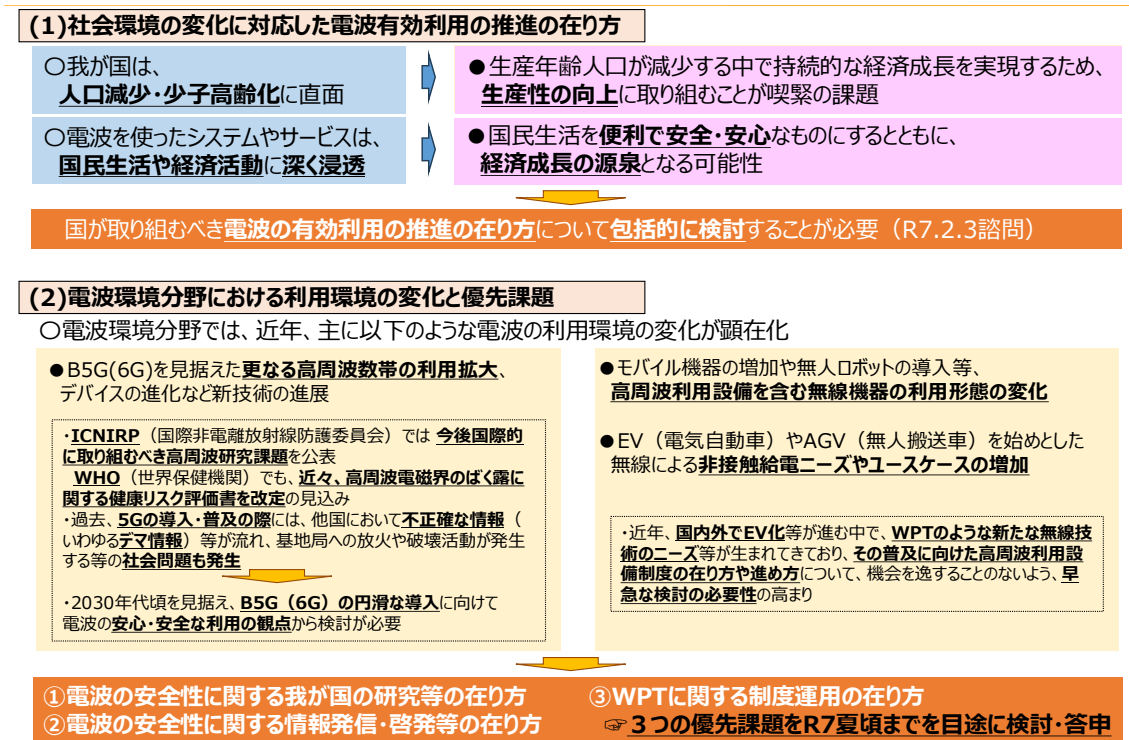 (1)社会環境の変化に対応した電波有効利用の推進の在り方
〇我が国は、
人口減少・少子高齢化に直面
●生産年齢人口が減少する中で持続的な経済成長を実現するため、
生産性の向上に取り組むことが喫緊の課題
〇電波を使ったシステムやサービスは、
国民生活や経済活動に深く浸透
●国民生活を便利で安全・安心なものにするとともに、
経済成長の源泉となる可能性
国が取り組むべき電波の有効利用の推進の在り方について包括的に検討することが必要（R7.2.3諮問）
(2)電波環境分野における利用環境の変化と優先課題
〇電波環境分野では、近年、主に以下のような電波の利用環境の変化が顕在化
●B5G(6G)を見据えた更なる高周波数帯の利用拡大、
デバイスの進化など新技術の進展
・ICNIRP（国際非電離放射線防護委員会）では 今後国際的
に取り組むべき高周波研究課題を公表
WHO（世界保健機関）でも、近々、高周波電磁界のばく露に
関する健康リスク評価書を改定の見込み
・過去、5Gの導入・普及の際には、他国において不正確な情報（
いわゆるデマ情報）等が流れ、基地局への放火や破壊活動が発生
する等の社会問題も発生
・2030年代頃を見据え、B5G（6G）の円滑な導入に向けて
電波の安心・安全な利用の観点から検討が必要
●モバイル機器の増加や無人ロボットの導入等、
高周波利用設備を含む無線機器の利用形態の変化
●EV（電気自動車）やAGV（無人搬送車）を始めとした
無線による非接触給電ニーズやユースケースの増加
・近年、国内外でEV化等が進む中で、WPTのような新たな無線技
術のニーズ等が生まれてきており、その普及に向けた高周波利用設
備制度の在り方や進め方について、機会を逸することのないよう、早
急な検討の必要性の高まり
①電波の安全性に関する我が国の研究等の在り方
②電波の安全性に関する情報発信・啓発等の在り方
③WPTに関する制度運用の在り方
☞３つの優先課題をR7夏頃までを目途に検討・答申